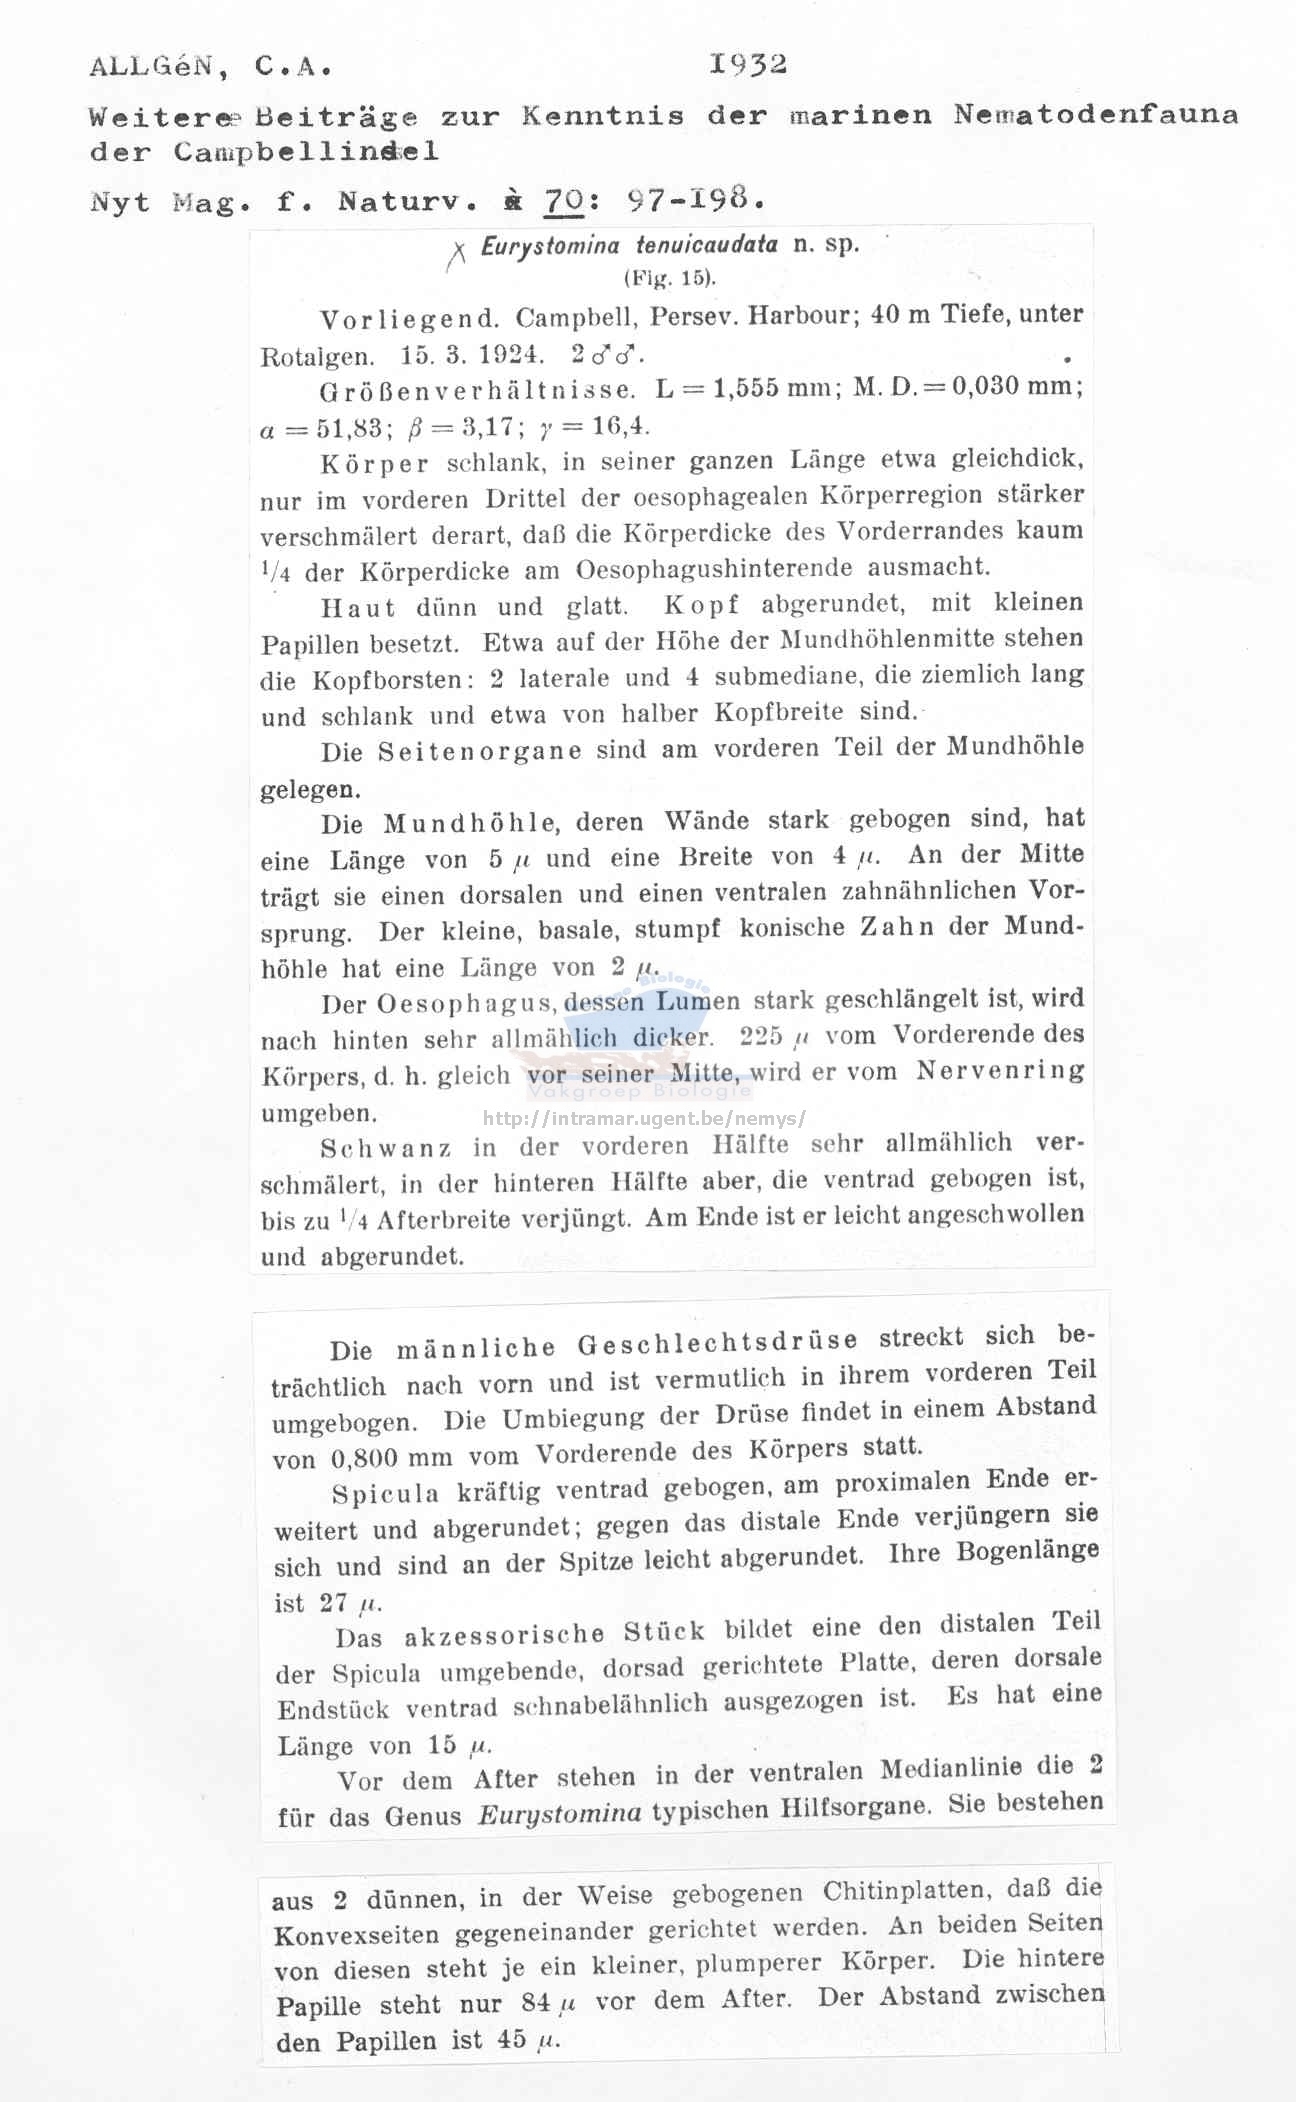 ALLGéN, C.A. 1932
Weitere Beiträge zur Kenntnis der marinen Nematodenfauna
der Campbellinsel
Nyt Mag. f. Naturv. 70: 97-198.
Eurystomina tenuicaudata n. sp.
(Fig. 15).
Vorliegend. Campbell, Persev. Harbour; 40 m Tiefe, unter
Rotalgen. 15. 3. 1924. 2 ♂♂.
Größenverhältnisse. L = 1,555 mm; M. D. = 0,030 mm;
α = 51,83; β = 3,17; γ = 16,4.
Körper schlank, in seiner ganzen Länge etwa gleichdick,
nur im vorderen Drittel der oesophagealen Körperregion stärker
verschmälert derart, daß die Körperdicke des Vorderrandes kaum
1/4 der Körperdicke am Oesophagushinterende ausmacht.
Haut dünn und glatt. Kopf abgerundet, mit kleinen
Papillen besetzt. Etwa auf der Höhe der Mundhöhlenmitte stehen
die Kopfborsten: 2 laterale und 4 submediane, die ziemlich lang
und schlank und etwa von halber Kopfbreite sind.
Die Seitenorgane sind am vorderen Teil der Mundhöhle
gelegen.
Die Mundhöhle, deren Wände stark gebogen sind, hat
eine Länge von 5 μ und eine Breite von 4 μ. An der Mitte
trägt sie einen dorsalen und einen ventralen zahnähnlichen Vor-
sprung. Der kleine, basale, stumpf konische Zahn der Mund-
höhle hat eine Länge von 2 μ.
Der Oesophagus, dessen Lumen stark geschlängelt ist, wird
nach hinten sehr allmählich dicker. 225 μ vom Vorderende des
Körpers, d. h. gleich vor seiner Mitte, wird er vom Nervenring
umgeben.
Biologie
Vakgroep Biologie
http://intramar.ugent.be/nemys/
Schwanz in der vorderen Hälfte sehr allmählich ver-
schmälert, in der hinteren Hälfte aber, die ventrad gebogen ist,
bis zu 1/4 Afterbreite verjüngt. Am Ende ist er leicht angeschwollen
und abgerundet.
Die männliche Geschlechtsdrüse streckt sich be-
trächtlich nach vorn und ist vermutlich in ihrem vorderen Teil
umgebogen. Die Umbiegung der Drüse findet in einem Abstand
von 0,800 mm vom Vorderende des Körpers statt.
Spicula kräftig ventrad gebogen, am proximalen Ende er-
weitert und abgerundet; gegen das distale Ende verjüngern sie
sich und sind an der Spitze leicht abgerundet. Ihre Bogenlänge
ist 27 μ.
Das akzessorische Stück bildet eine den distalen Teil
der Spicula umgebende, dorsad gerichtete Platte, deren dorsale
Endstück ventrad schnabelähnlich ausgezogen ist. Es hat eine
Länge von 15 μ.
Vor dem After stehen in der ventralen Medianlinie die 2
für das Genus Eurystomina typischen Hilfsorgane. Sie bestehen
aus 2 dünnen, in der Weise gebogenen Chitinplatten, daß die
Konvexseiten gegeneinander gerichtet werden. An beiden Seiten
von diesen steht je ein kleiner, plumperer Körper. Die hintere
Papille steht nur 84 μ vor dem After. Der Abstand zwischen
den Papillen ist 45 μ.